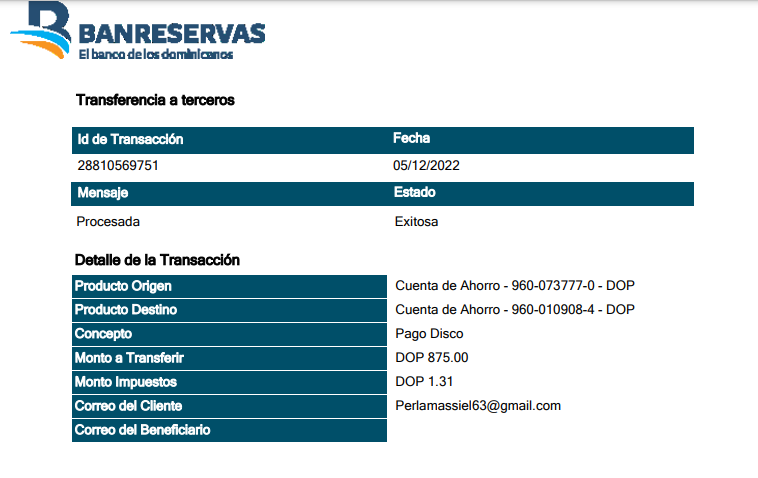 BANRESERVAS
El banco de los dominicanos
Transferencia a terceros
Id de Transacción Fecha
28810569751 05/12/2022
Mensaje Estado
Procesada Exitosa
Detalle de la Transacción
Producto Origen Cuenta de Ahorro - 960-073777-0 - DOP
Producto Destino Cuenta de Ahorro - 960-010908-4 - DOP
Concepto Pago Disco
Monto a Transferir DOP 875.00
Monto Impuestos DOP 1.31
Correo del Cliente Perlamassiel63@gmail.com
Correo del Beneficiario